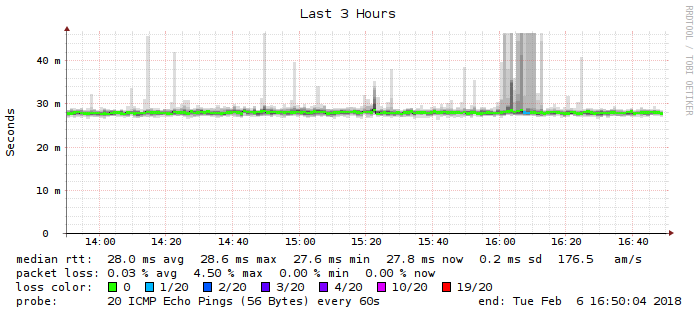 Last 3 Hours
RRDTOOL / TOBI OETIKER
Seconds
40 m
30 m
20 m
10 m
0
14:00 14:20 14:40 15:00 15:20 15:40 16:00 16:20 16:40
median rtt: 28.0 ms avg 28.6 ms max 27.6 ms min 27.8 ms now 0.2 ms sd 176.5 am/s
packet loss: 0.03 % avg 4.50 % max 0.00 % min 0.00 % now
loss color: 0 1/20 2/20 3/20 4/20 10/20 19/20
probe: 20 ICMP Echo Pings (56 Bytes) every 60s end: Tue Feb 6 16:50:04 2018